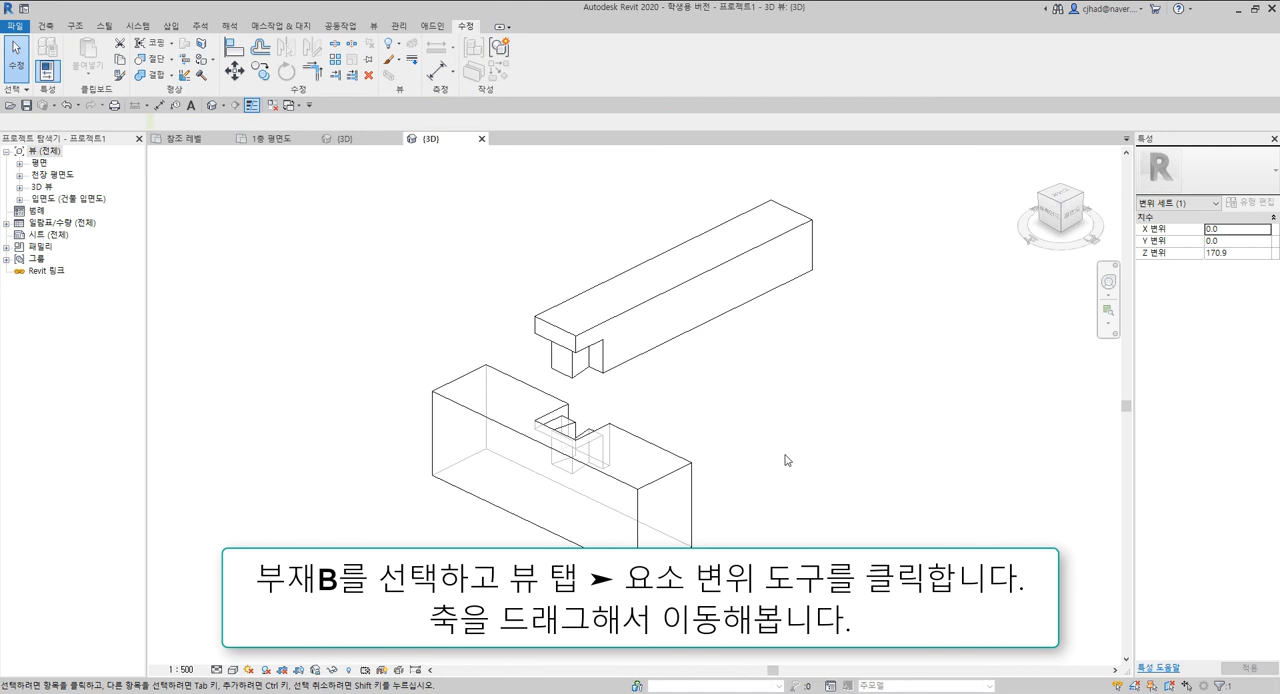 Autodesk Revit 2020 - 학생용 버전 - 프로젝트1 - 3D 뷰: {3D}
cjhad@naver....
파일 건축 구조 스틸 시스템 삽입 주석 해석 매스작업 & 대지 공동작업 뷰 관리 애드인 수정
수정
붙여넣기
코핑
절단
결합
선택 특성 클립보드 형상 수정 뷰 측정 작성
프로젝트 탐색기 - 프로젝트1
참조 레벨
1층 평면도
{3D}
{3D}
특성
뷰 (전체)
평면
천장 평면도
3D 뷰
입면도 (건물 입면도)
범례
일람표/수량 (전체)
시트 (전체)
패밀리
그룹
Revit 링크
변위 세트 (1)
유형 편집
치수
X 변위 0.0
Y 변위 0.0
Z 변위 170.9
부재B를 선택하고 뷰 탭 ➤ 요소 변위 도구를 클릭합니다.
축을 드래그해서 이동해봅니다.
1 : 500
특성 도움말
적용
선택하려면 항목을 클릭하고, 다른 항목을 선택하려면 Tab 키, 추가하려면 Ctrl 키, 선택 취소하려면 Shift 키를 누르십시오.
:0
주모델
:1